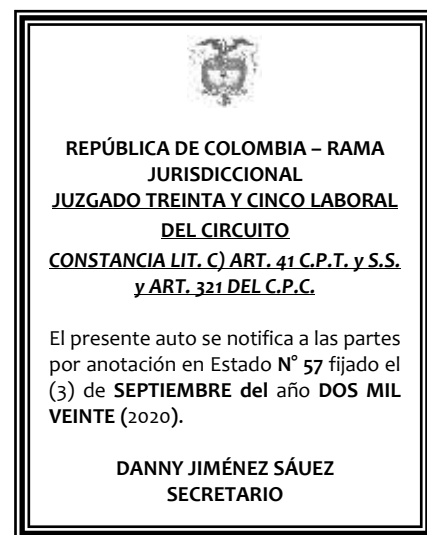 REPÚBLICA DE COLOMBIA – RAMA
JURISDICCIONAL
JUZGADO TREINTA Y CINCO LABORAL
DEL CIRCUITO
CONSTANCIA LIT. C) ART. 41 C.P.T. y S.S.
y ART. 321 DEL C.P.C.
El presente auto se notifica a las partes
por anotación en Estado N° 57 fijado el
(3) de SEPTIEMBRE del año DOS MIL
VEINTE (2020).
DANNY JIMÉNEZ SÁUEZ
SECRETARIO